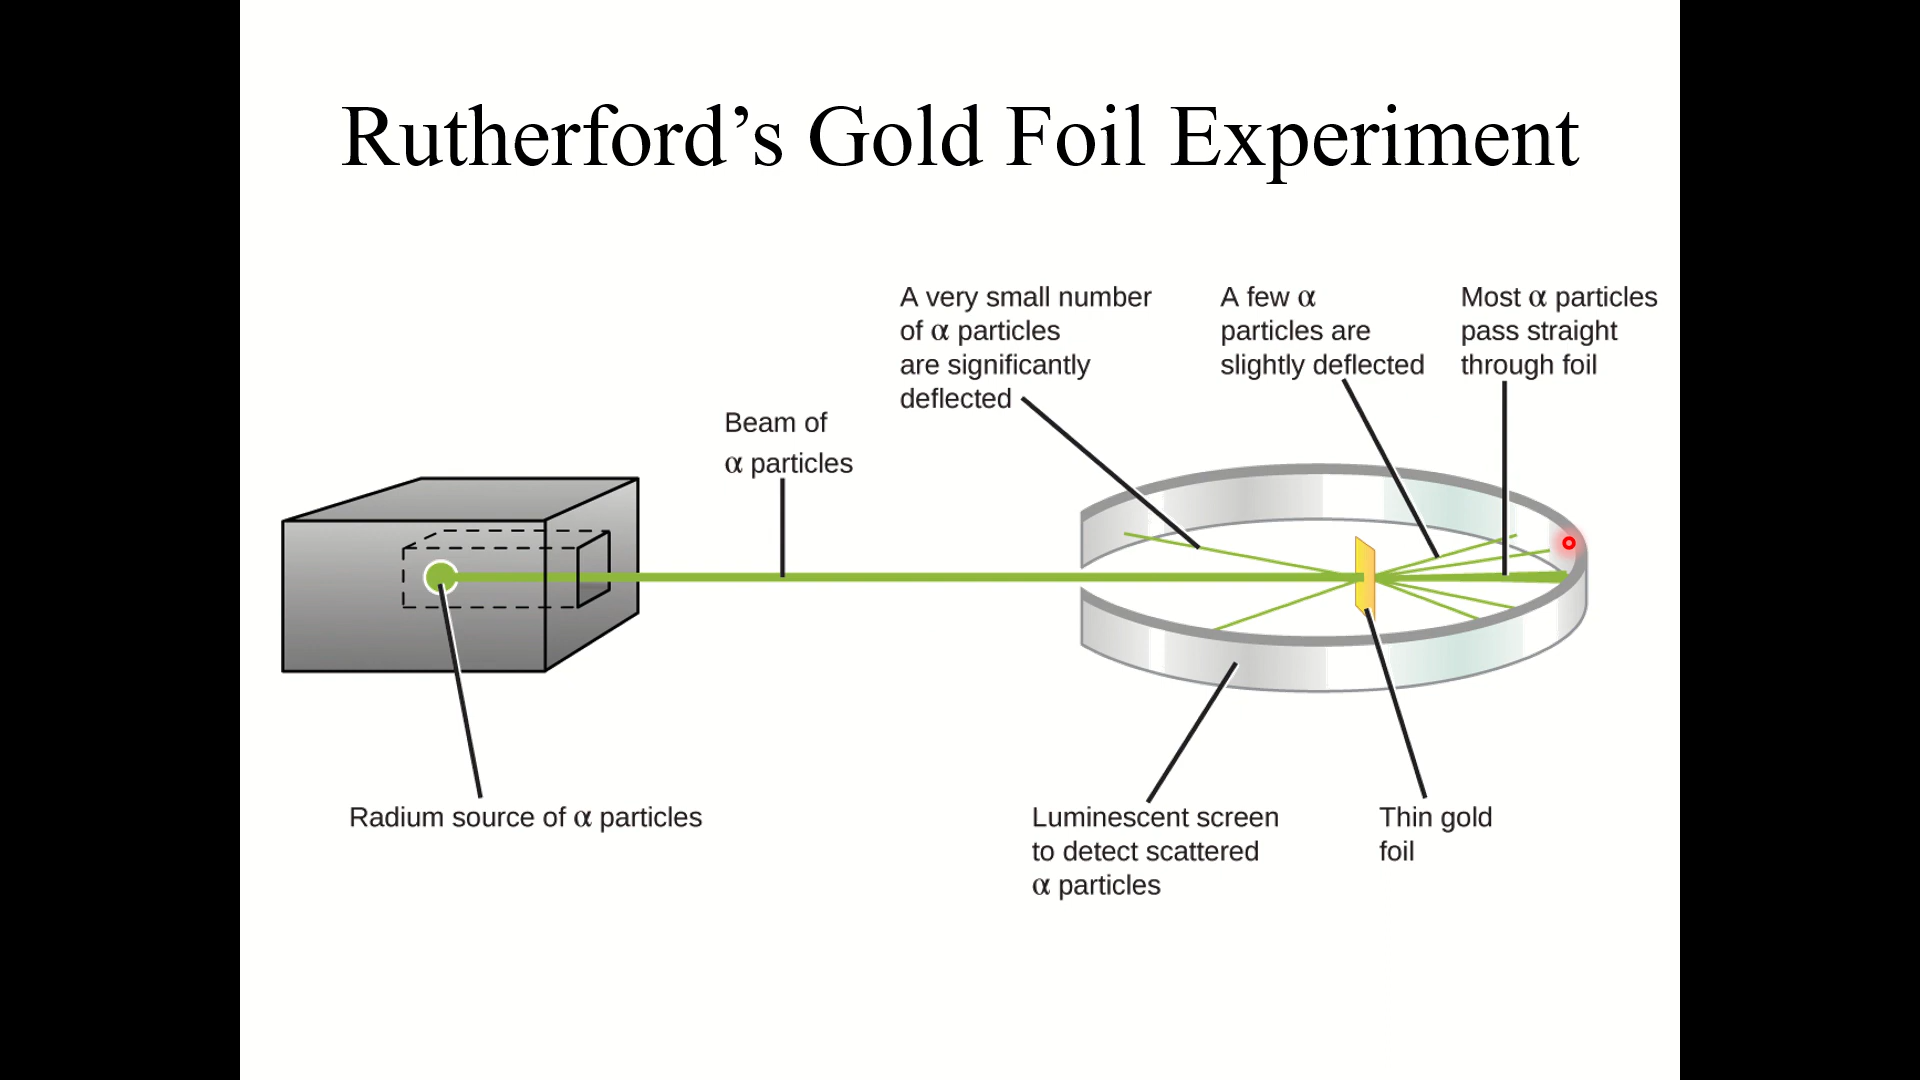 Rutherford’s Gold Foil Experiment
A very small number
of α particles
are significantly
deflected
A few α
particles are
slightly deflected
Most α particles
pass straight
through foil
Beam of
α particles
Radium source of α particles
Luminescent screen
to detect scattered
α particles
Thin gold
foil